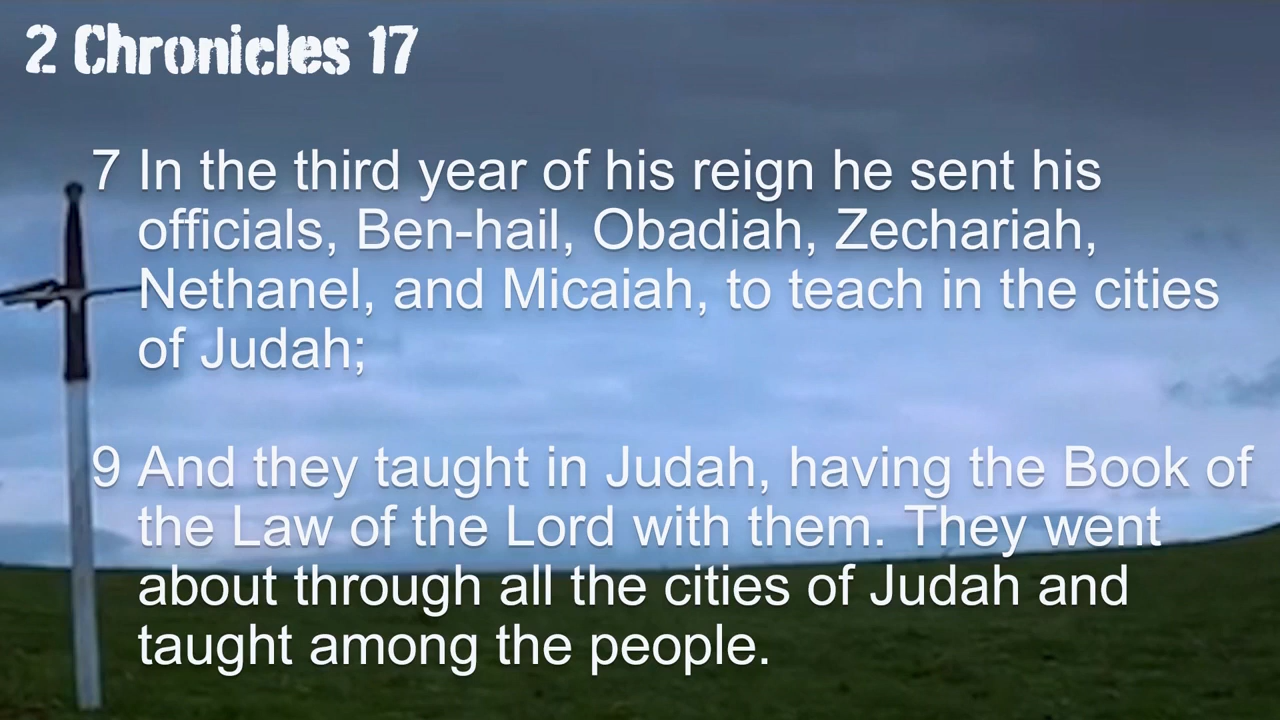 2 Chronicles 17
7 In the third year of his reign he sent his
officials, Ben-hail, Obadiah, Zechariah,
Nethanel, and Micaiah, to teach in the cities
of Judah;
9 And they taught in Judah, having the Book of
the Law of the Lord with them. They went
about through all the cities of Judah and
taught among the people.